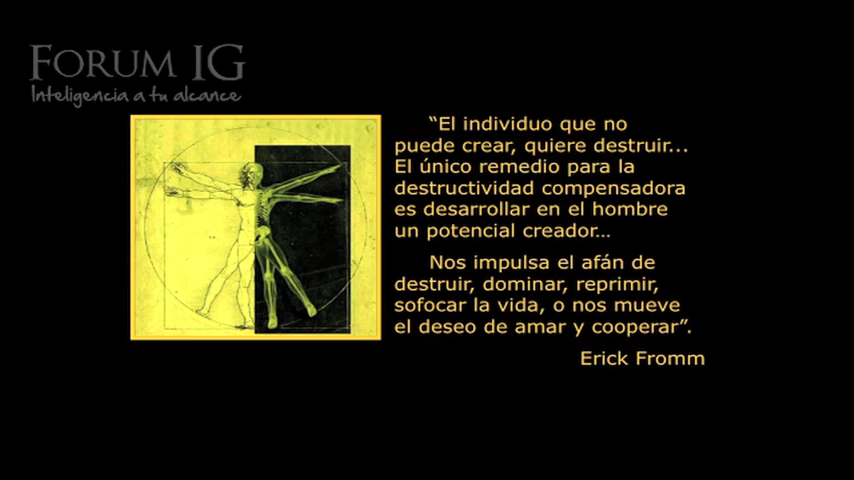 FORUM IG
Inteligencia a tu alcance
“El individuo que no
puede crear, quiere destruir...
El único remedio para la
destructividad compensadora
es desarrollar en el hombre
un potencial creador...
Nos impulsa el afán de
destruir, dominar, reprimir,
sofocar la vida, o nos mueve
el deseo de amar y cooperar”.
Erick Fromm